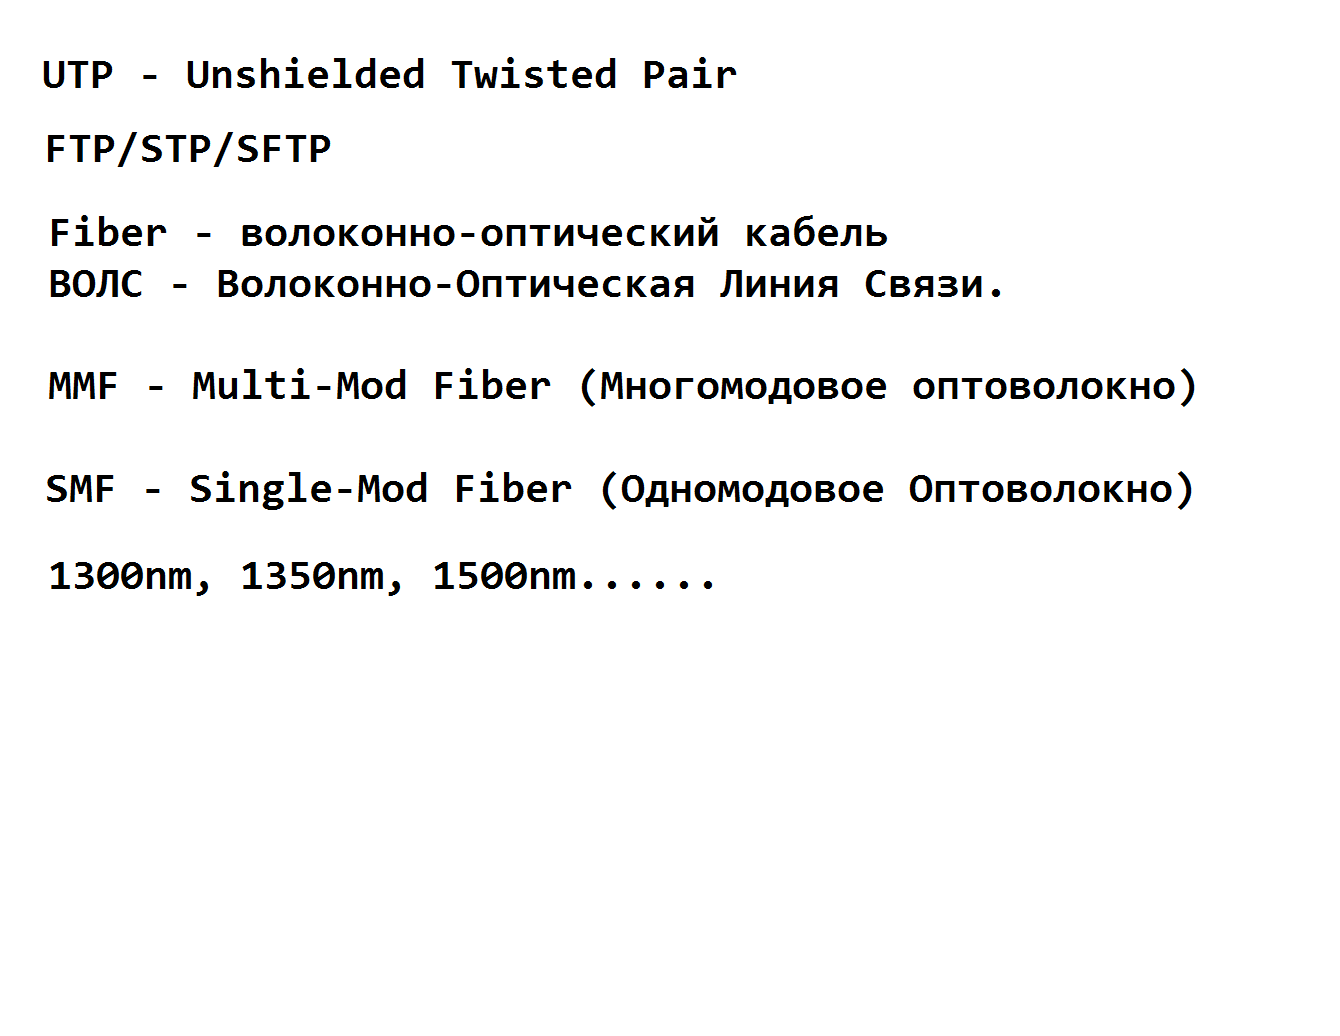 UTP - Unshielded Twisted Pair
FTP/STP/SFTP
Fiber - волоконно-оптический кабель
ВОЛС - Волоконно-Оптическая Линия Связи.
MMF - Multi-Mod Fiber (Многомодовое оптоволокно)
SMF - Single-Mod Fiber (Одномодовое Оптоволокно)
1300nm, 1350nm, 1500nm......